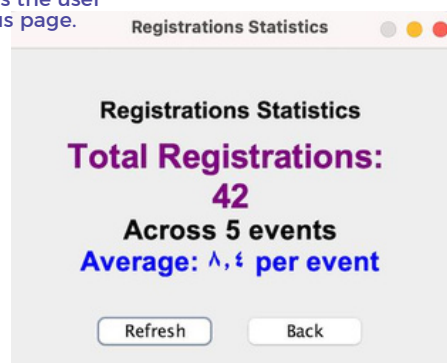 s the user
us page.
Registrations Statistics
Registrations Statistics
Total Registrations:
42
Across 5 events
Average: ٨,٤ per event
Refresh Back